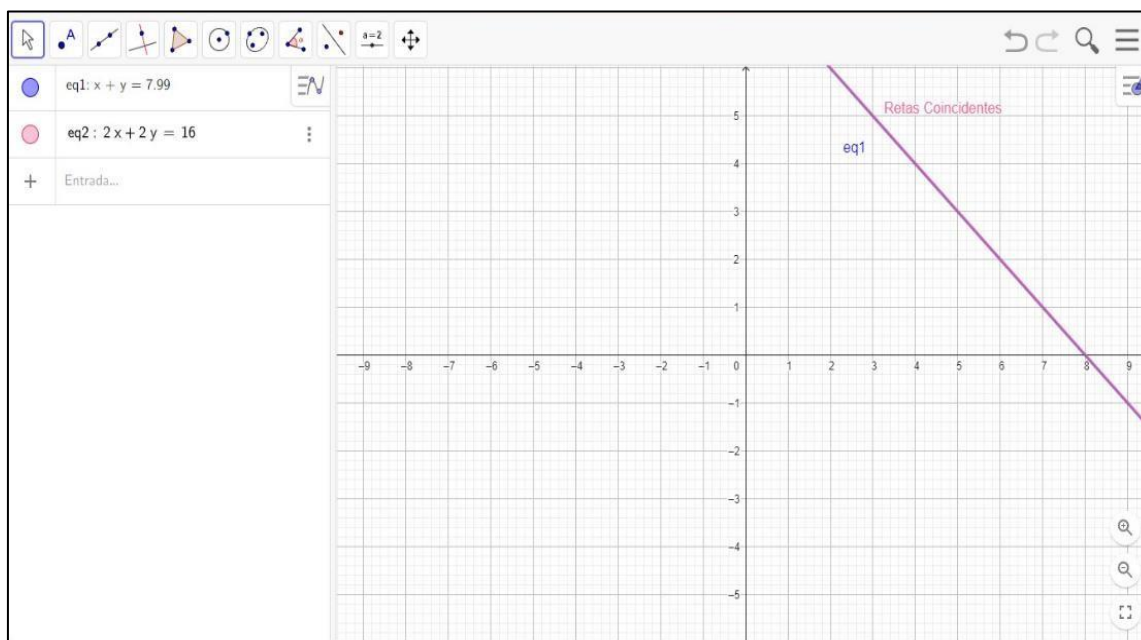 a=2
eq1: x + y = 7.99
eq2 : 2 x + 2 y = 16
Entrada...
Retas Coincidentes
eq1
5
4
3
2
1
-9 -8 -7 -6 -5 -4 -3 -2 -1 0 1 2 3 4 5 6 7 8 9
-1
-2
-3
-4
-5